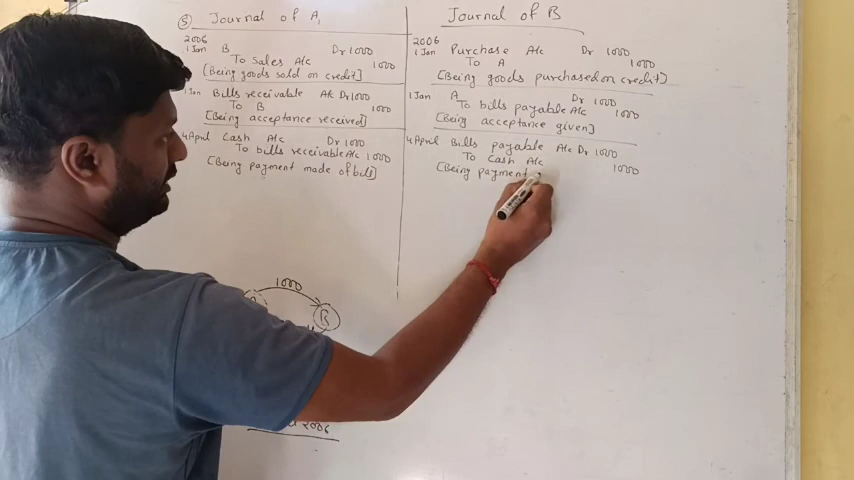 5) Journal of A,
2006
1 Jan B Dr 1000
To Sales A/c 1000
[Being goods sold on credit]
1 Jan Bills receivable A/c Dr 1000
To B 1000
[Being acceptance received]
4 April Cash A/c Dr 1000
To bills receivable A/c 1000
[Being payment made of bill]
Journal of B
2006
1 Jan Purchase A/c Dr 1000
To A 1000
[Being goods purchased on credit]
1 Jan A Dr 1000
To bills payable A/c 1000
[Being acceptance given]
4 April Bills payable A/c Dr 1000
To Cash A/c 1000
[Being payment
1000
B
2006